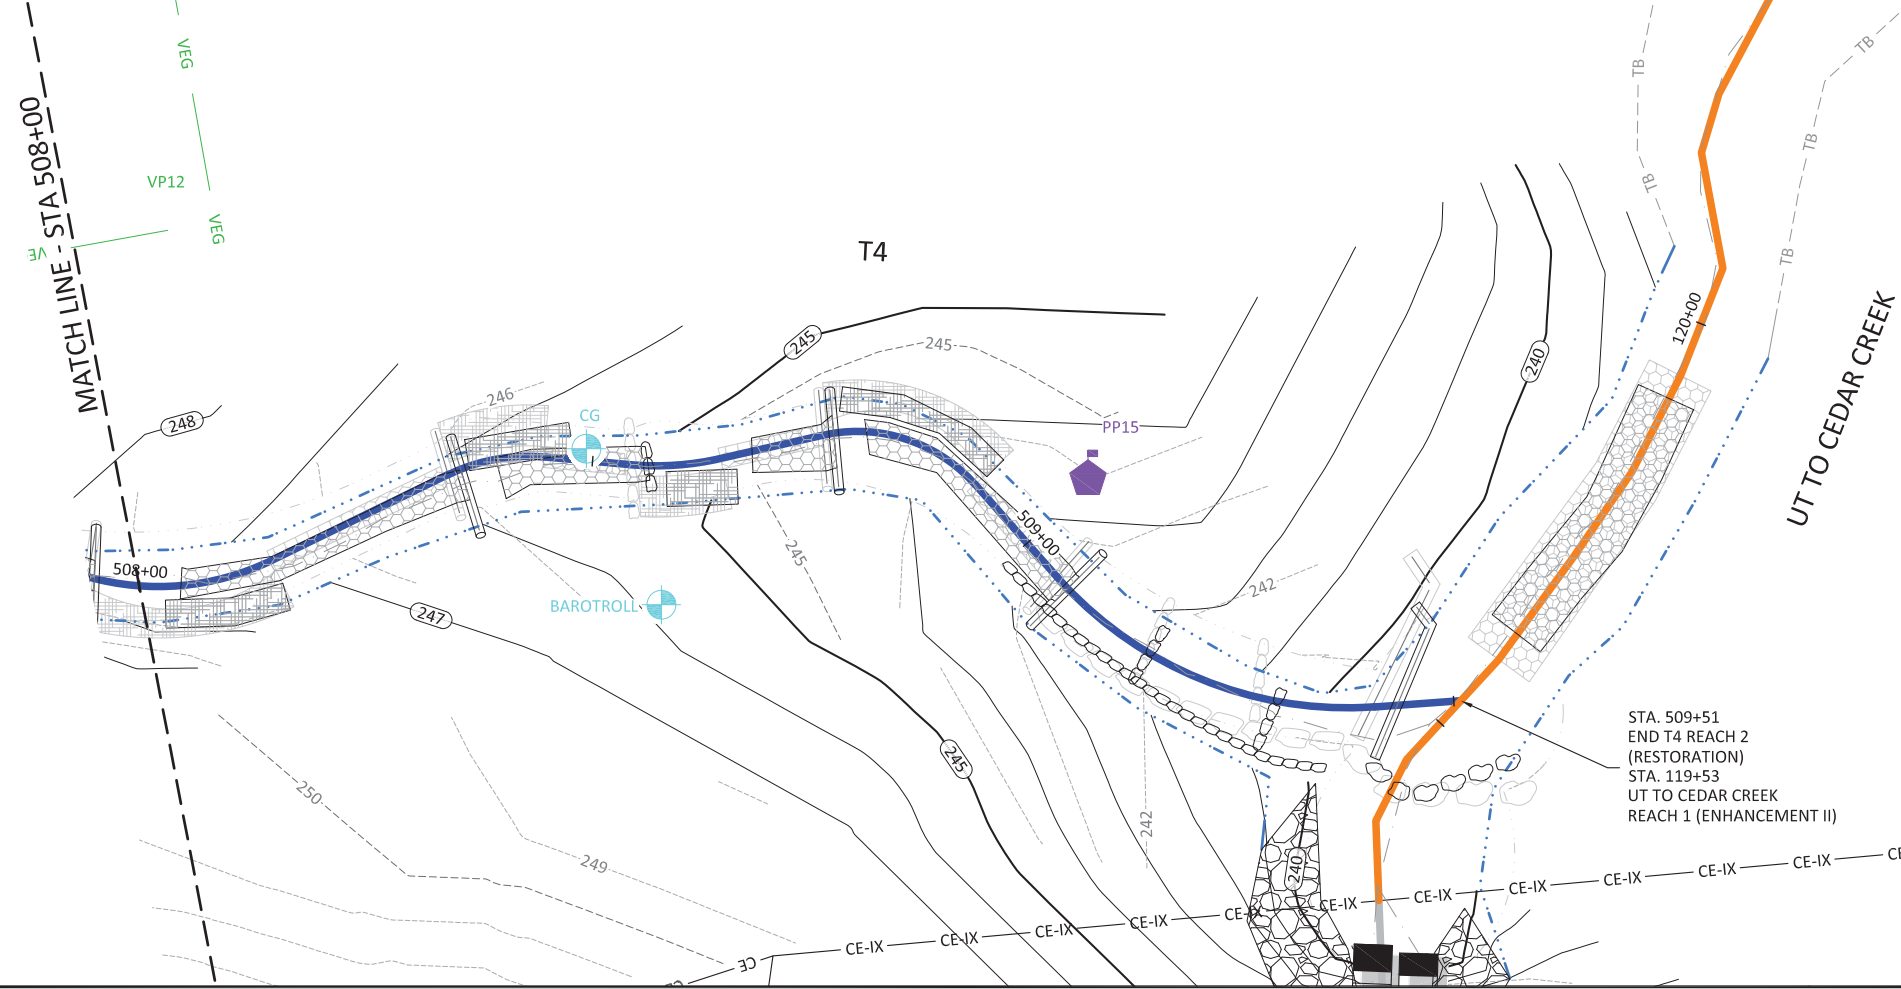 VEG
TB
TB
VP12
TB
TB
VEG
VE
MATCH LINE - STA 508+00
T4
TB
120+00
245
245
240
UT TO CEDAR CREEK
246
CG
248
PP15
509+00
245
508+00
242
BAROTROLL
247
STA. 509+51
END T4 REACH 2
(RESTORATION)
STA. 119+53
UT TO CEDAR CREEK
REACH 1 (ENHANCEMENT II)
245
250
242
249
240
CE
CE-IX
CE-IX
CE-IX
CE-IX
CE-IX
CE-IX
CE-IX
CE-IX
CE-IX
CE-IX
CE-IX
CE